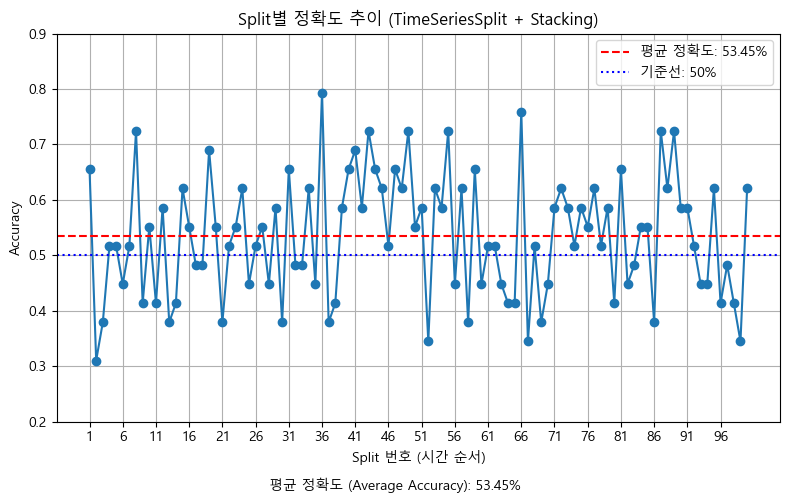 Split별 정확도 추이 (TimeSeriesSplit + Stacking)
평균 정확도: 53.45%
기준선: 50%
Accuracy
0.9
0.8
0.7
0.6
0.5
0.4
0.3
0.2
1 6 11 16 21 26 31 36 41 46 51 56 61 66 71 76 81 86 91 96
Split 번호 (시간 순서)
평균 정확도 (Average Accuracy): 53.45%